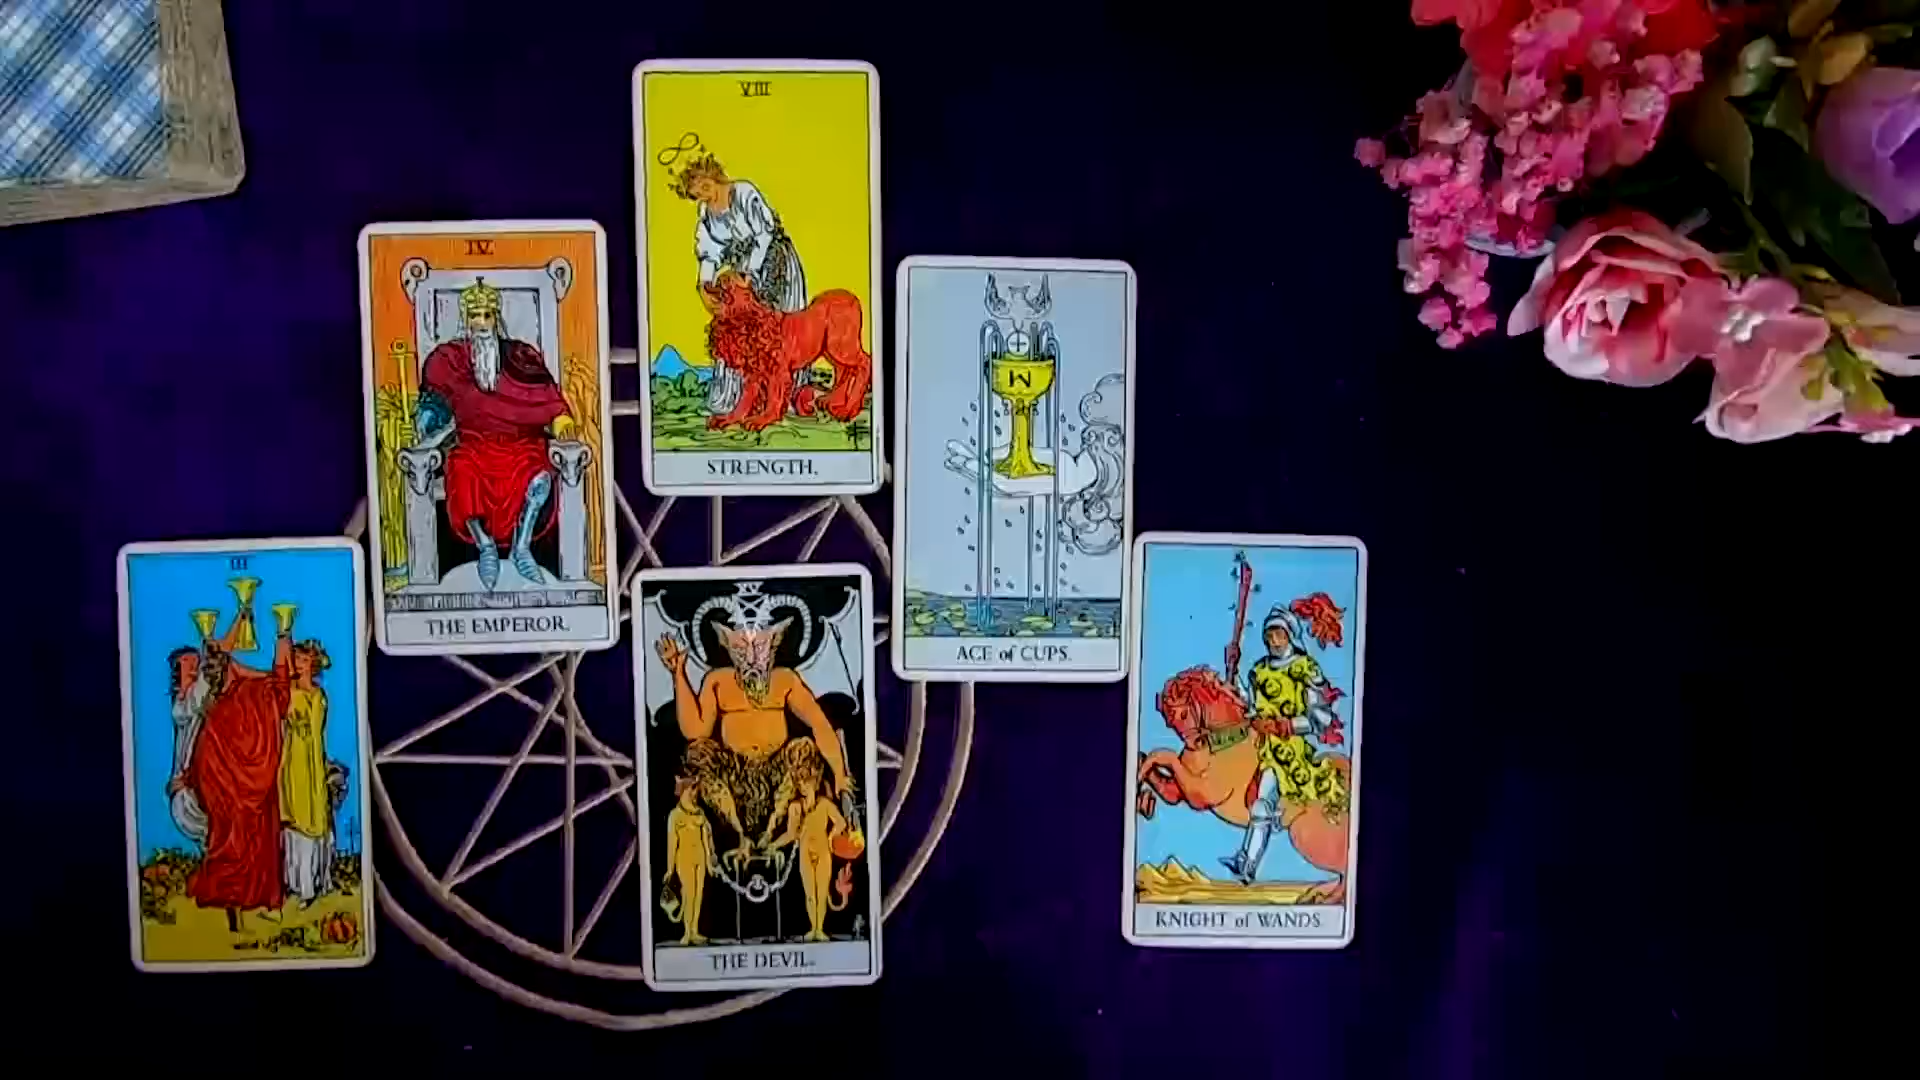 VIII
STRENGTH.
IV
THE EMPEROR.
M
ACE of CUPS.
III
XV
THE DEVIL.
KNIGHT of WANDS.